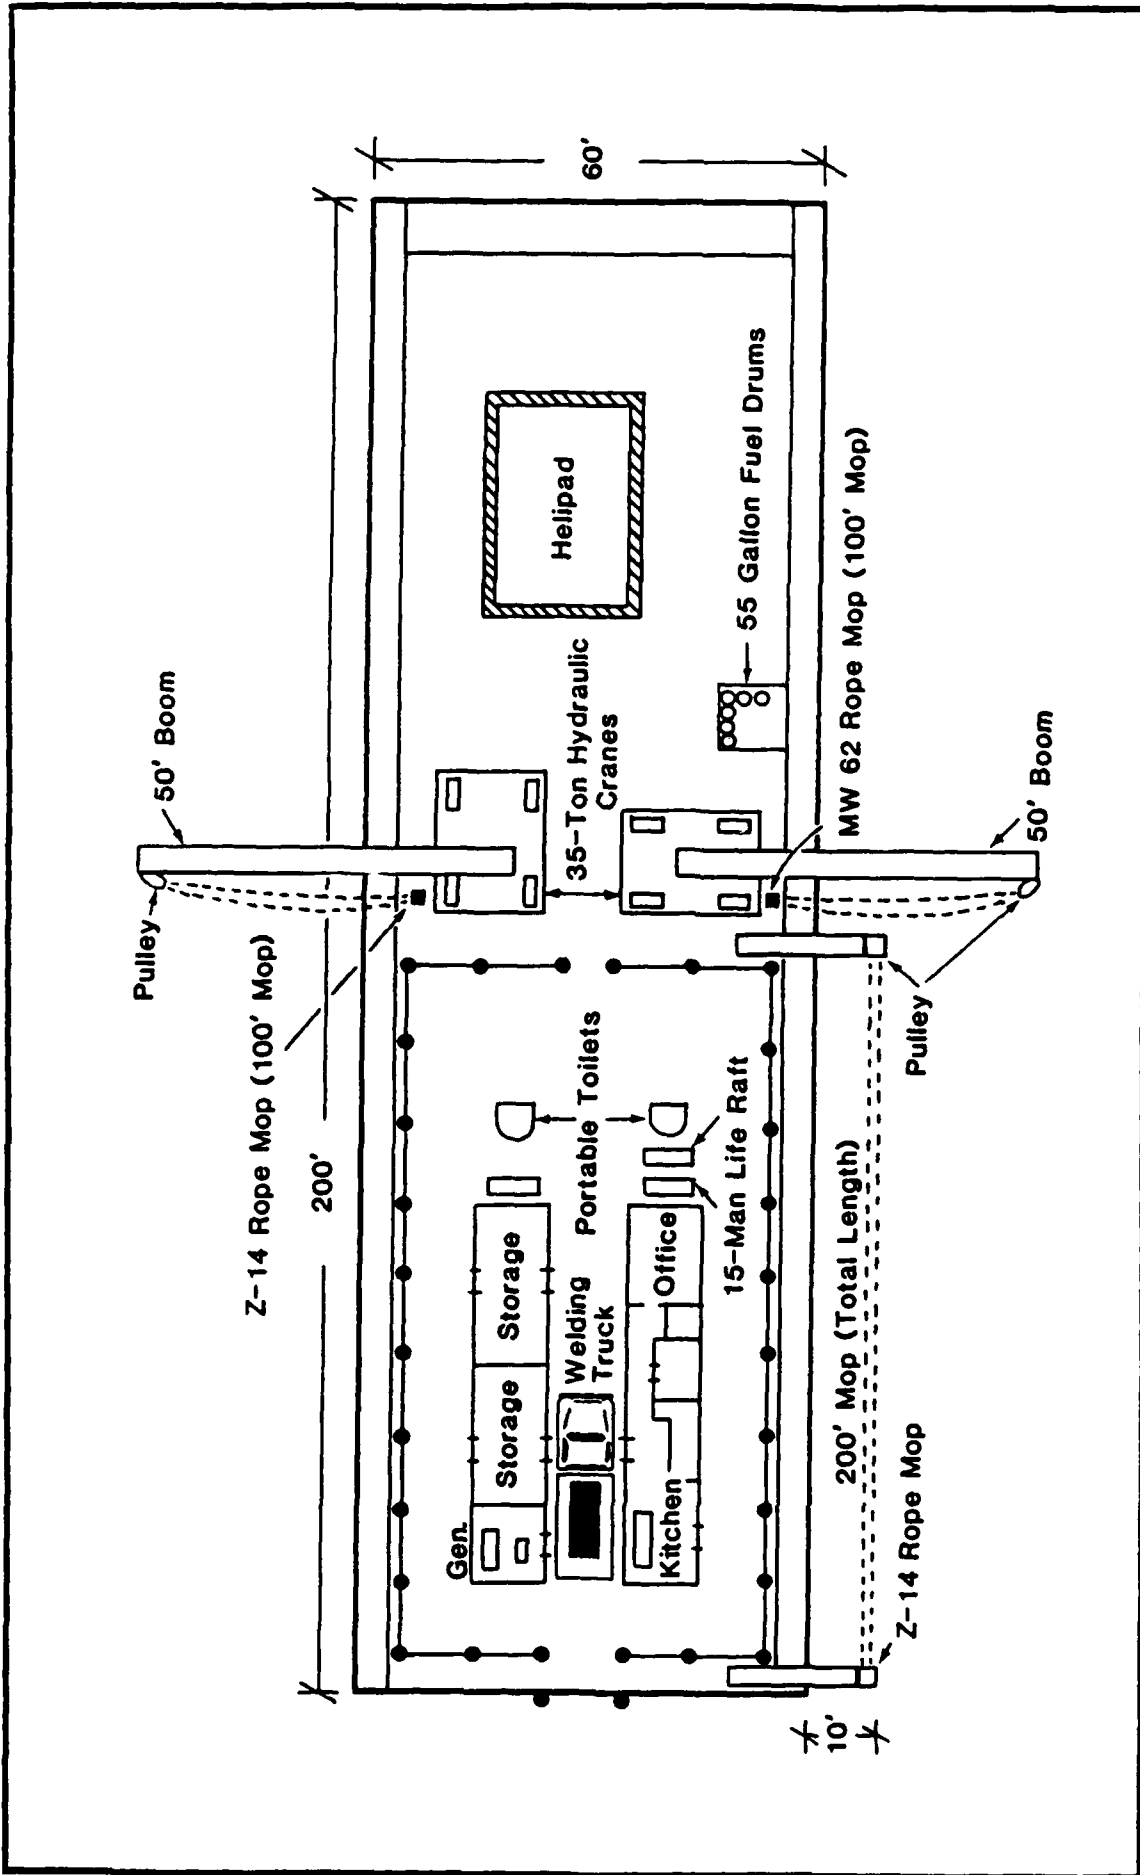 Pulley
50' Boom
Z-14 Rope Mop (100' Mop)
200'
60'
Gen.
Storage
Storage
Welding
Truck
Portable Toilets
35-Ton Hydraulic
Cranes
Helipad
Kitchen
Office
15-Man Life Raft
55 Gallon Fuel Drums
10'
200' Mop (Total Length)
MW 62 Rope Mop (100' Mop)
Z-14 Rope Mop
Pulley
50' Boom